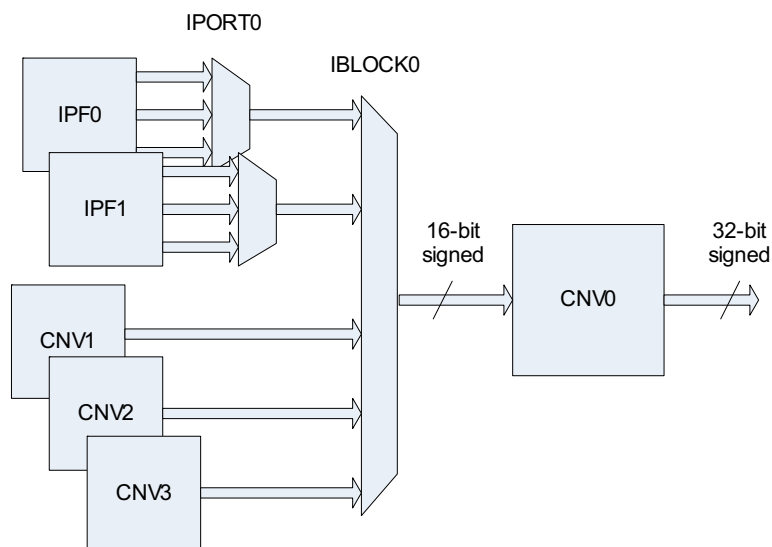 IPORT0
IBLOCK0
IPF0
IPF1
16-bit
signed
32-bit
signed
CNV0
CNV1
CNV2
CNV3